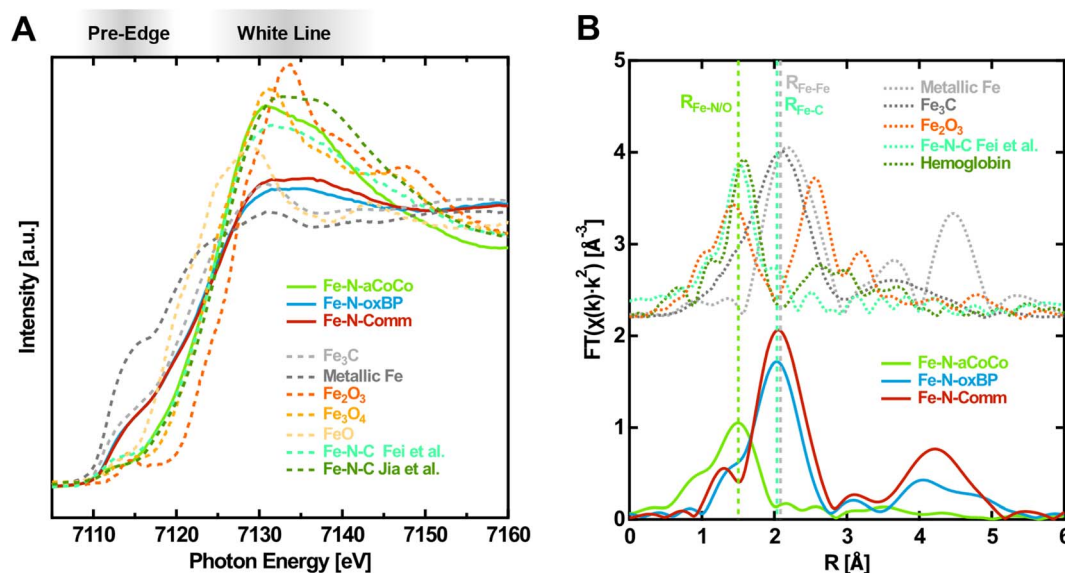 Pre-Edge White Line
A
Intensity [a.u.]
Fe-N-aCoCo
Fe-N-oxBP
Fe-N-Comm
Fe₃C
Metallic Fe
Fe₂O₃
Fe₃O₄
FeO
Fe-N-C Fei et al.
Fe-N-C Jia et al.
7110 7120 7130 7140 7150 7160
Photon Energy [eV]
B
FT(χ(k)·k²) [Å⁻³]
5
4
3
2
1
0
R Fe-N/O
R Fe-Fe
R Fe-C
Metallic Fe
Fe₃C
Fe₂O₃
Fe-N-C Fei et al.
Hemoglobin
Fe-N-aCoCo
Fe-N-oxBP
Fe-N-Comm
0 1 2 3 4 5 6
R [Å]